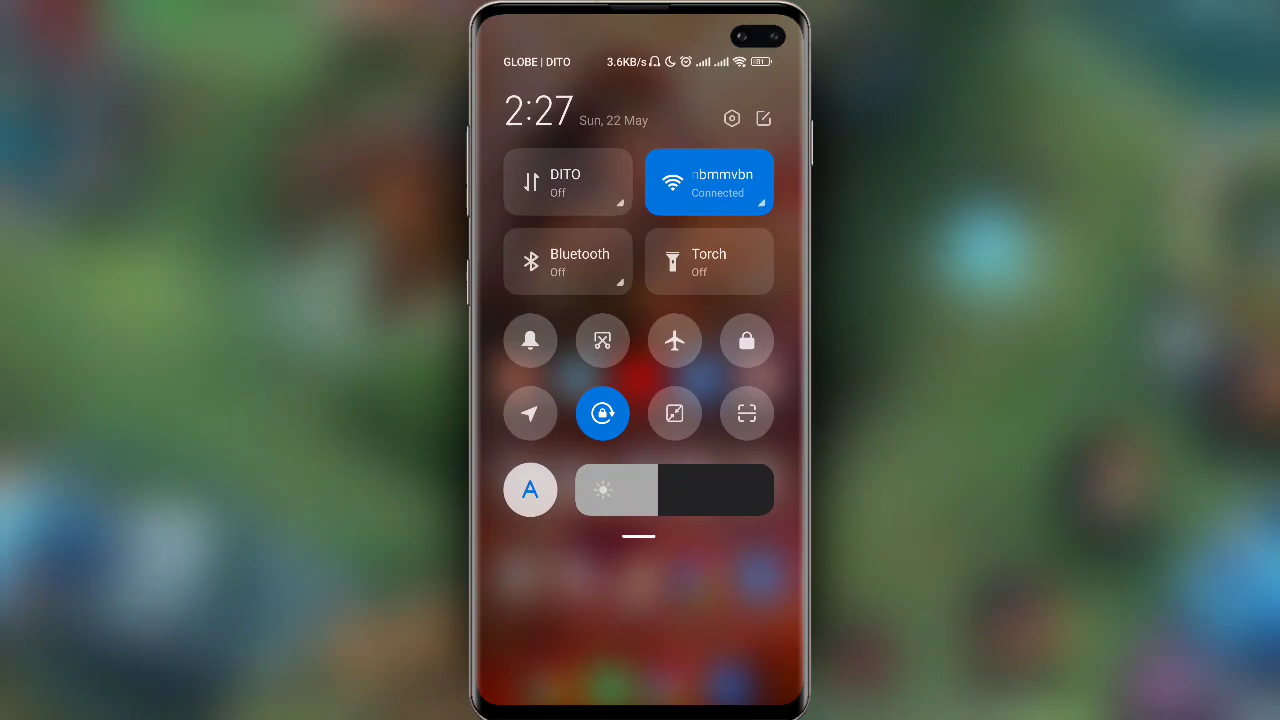 GLOBE | DITO 3.6KB/s
2:27 Sun, 22 May
DITO
Off
nbmmvbn
Connected
Bluetooth
Off
Torch
Off
A